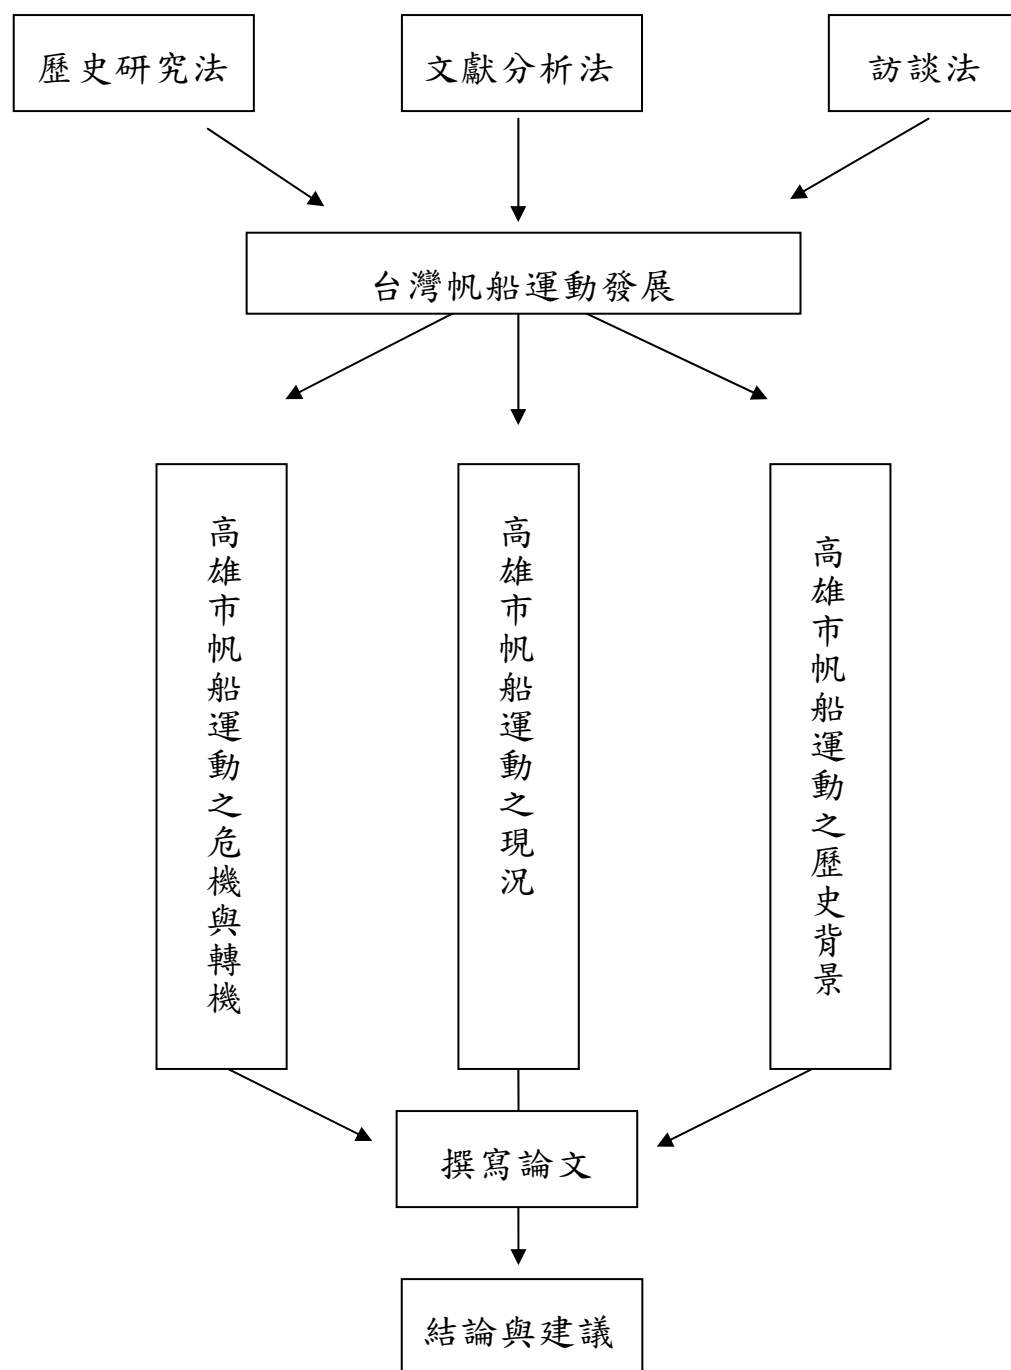 歷史研究法
文獻分析法
訪談法
台灣帆船運動發展
高雄市帆船運動之危機與轉機
高雄市帆船運動之現況
高雄市帆船運動之歷史背景
撰寫論文
結論與建議